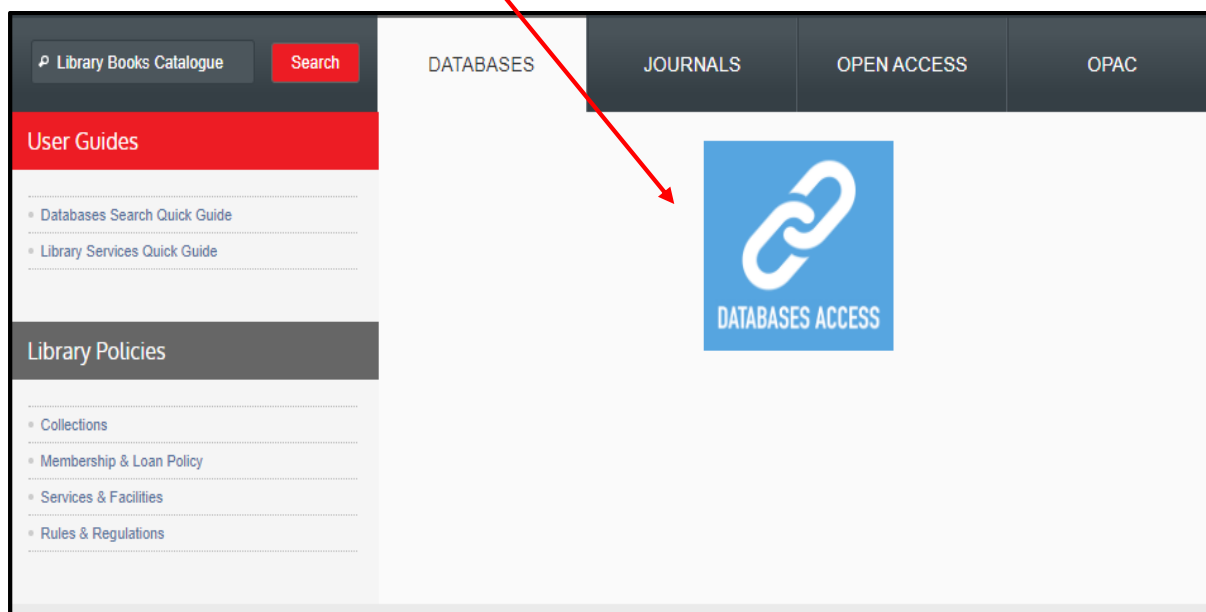 Library Books Catalogue
Search
DATABASES
JOURNALS
OPEN ACCESS
OPAC
User Guides
Databases Search Quick Guide
Library Services Quick Guide
DATABASES ACCESS
Library Policies
Collections
Membership & Loan Policy
Services & Facilities
Rules & Regulations